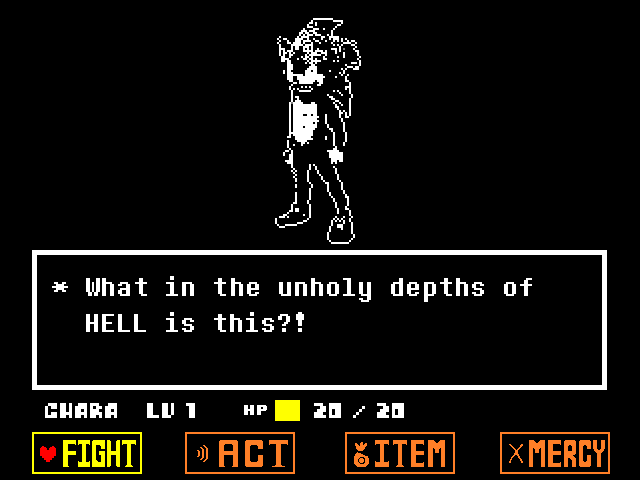 * What in the unholy depths of
HELL is this?!
CHARA LV 1 HP 20 / 20
FIGHT ACT ITEM MERCY